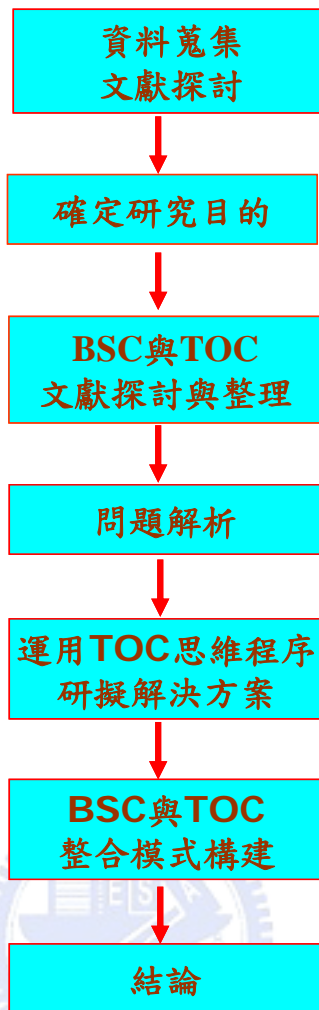 資料蒐集
文獻探討
確定研究目的
BSC與TOC
文獻探討與整理
問題解析
運用TOC思維程序
研擬解決方案
BSC與TOC
整合模式構建
結論